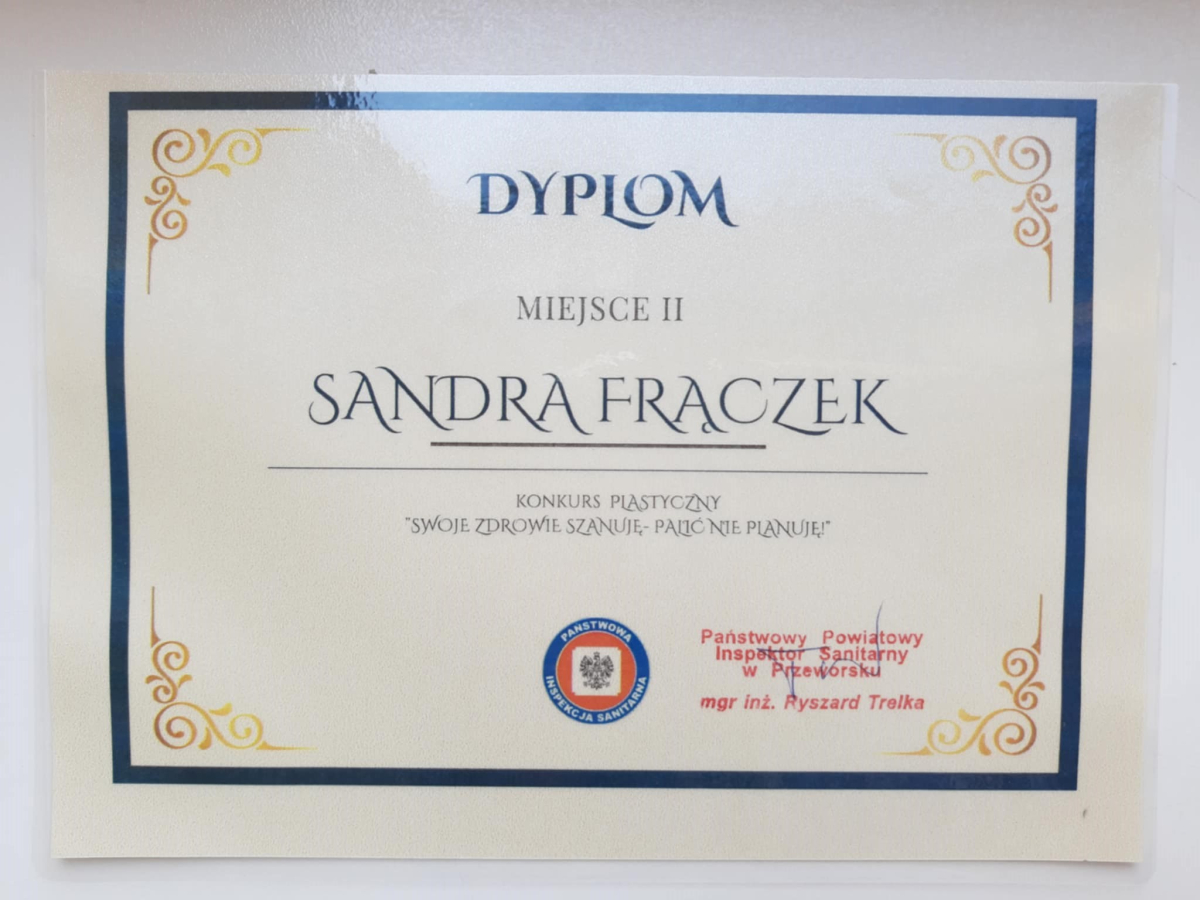 DYPLOM
MIEJSCE II
SANDRA FRĄCZEK
KONKURS PLASTYCZNY
"SWOJE ZDROWIE SZANUJĘ- PALIĆ NIE PLANUJĘ!"
PAŃSTWOWA
INSPEKCJA SANITARNA
Państwowy Powiatowy
Inspektor Sanitarny
w Przeworsku
mgr inż. Ryszard Trelka